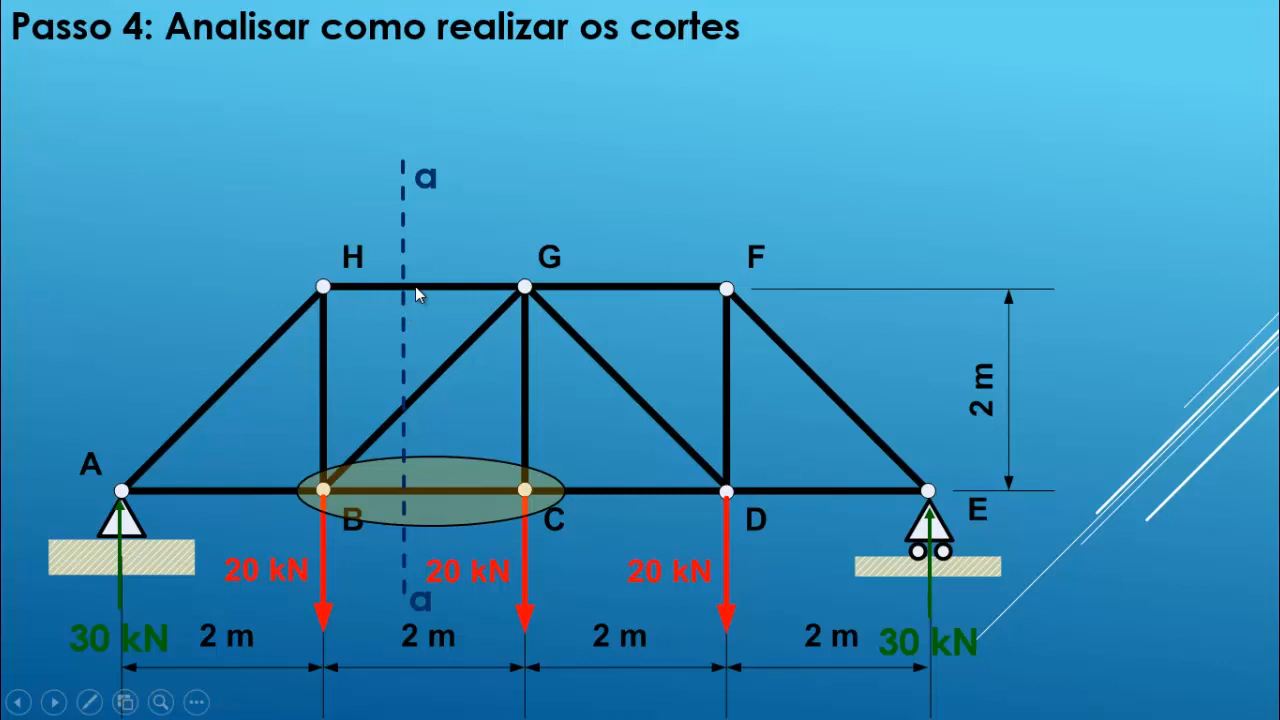 Passo 4: Analisar como realizar os cortes
a
H
G
F
2 m
A
B
C
D
E
20 kN
20 kN
20 kN
a
30 kN
2 m
2 m
2 m
2 m
30 kN